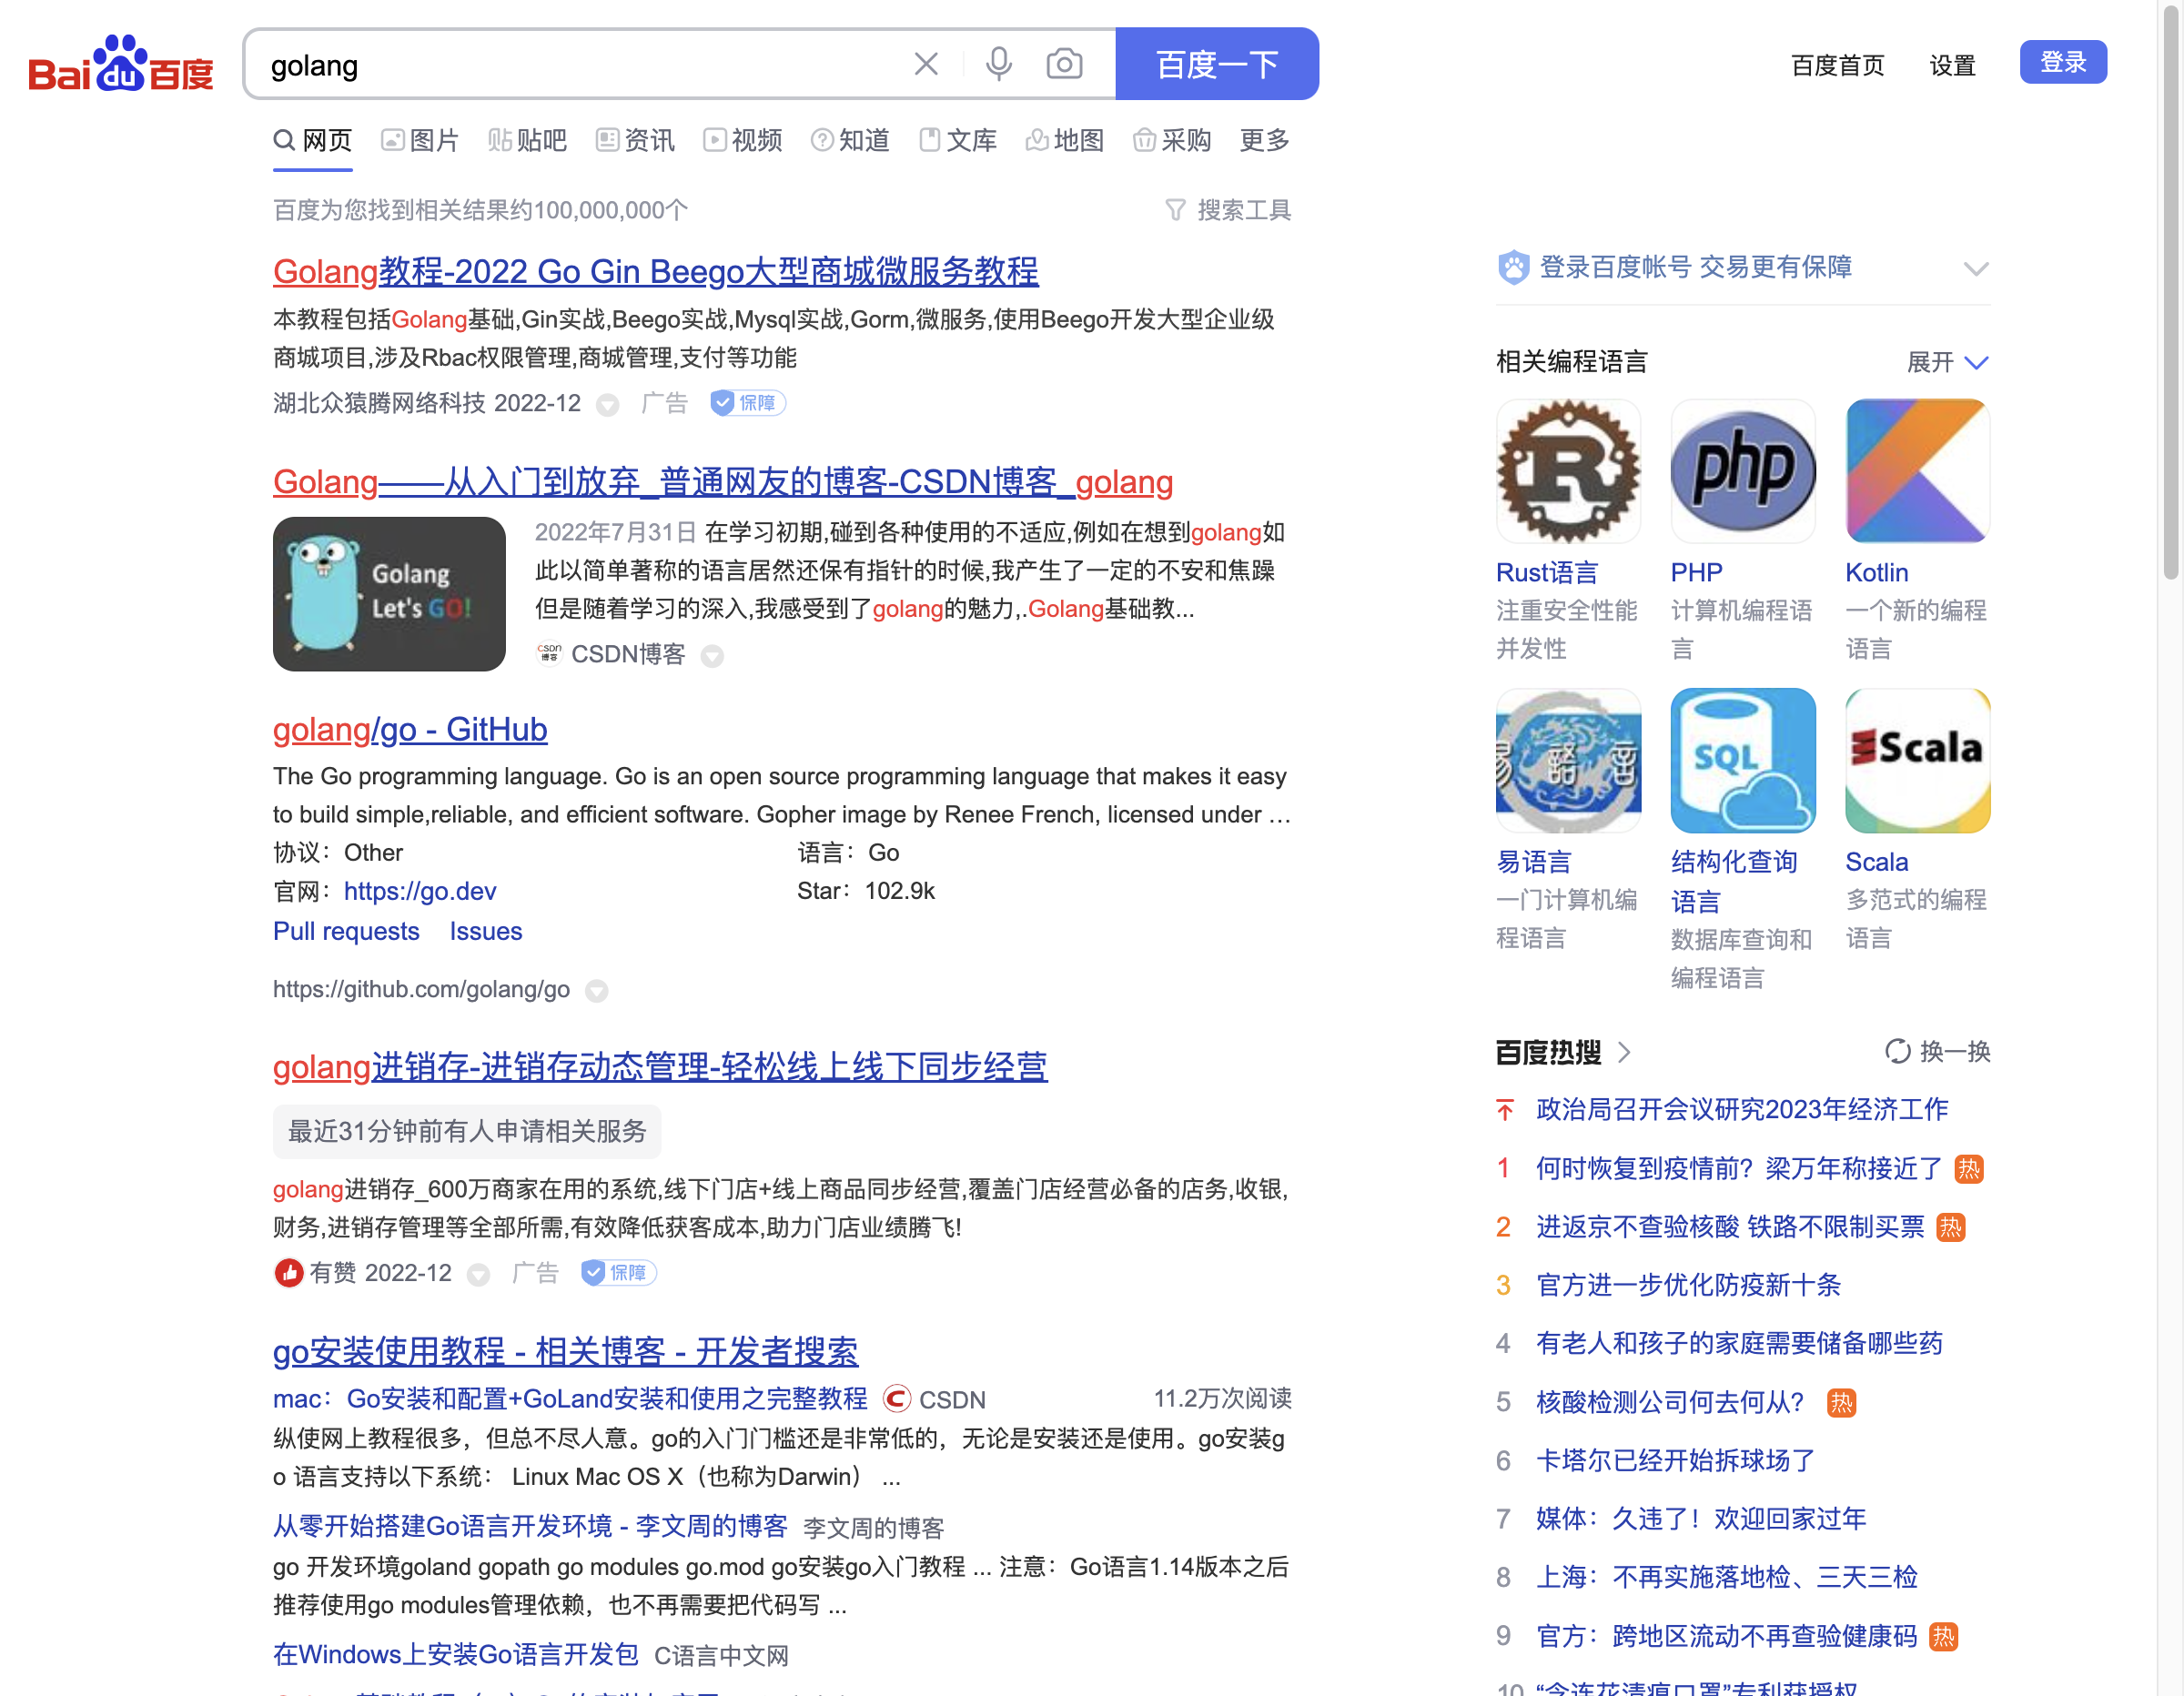 Bai du 百度
golang
百度一下
百度首页 设置 登录
网页 图片 贴吧 资讯 视频 知道 文库 地图 采购 更多
百度为您找到相关结果约100,000,000个
搜索工具
Golang教程-2022 Go Gin Beego大型商城微服务教程
本教程包括Golang基础,Gin实战,Beego实战,Mysql实战,Gorm,微服务,使用Beego开发大型企业级
商城项目,涉及Rbac权限管理,商城管理,支付等功能
湖北众猿腾网络科技 2022-12 广告 保障
Golang——从入门到放弃_普通网友的博客-CSDN博客_golang
Golang
Let's GO!
2022年7月31日 在学习初期,碰到各种使用的不适应,例如在想到golang如
此以简单著称的语言居然还保有指针的时候,我产生了一定的不安和焦躁
但是随着学习的深入,我感受到了golang的魅力,.Golang基础教...
CSDN博客 CSDN博客
golang/go - GitHub
The Go programming language. Go is an open source programming language that makes it easy
to build simple,reliable, and efficient software. Gopher image by Renee French, licensed under ...
协议：Other 语言：Go
官网：https://go.dev Star：102.9k
Pull requests Issues
https://github.com/golang/go
golang进销存-进销存动态管理-轻松线上线下同步经营
最近31分钟前有人申请相关服务
golang进销存_600万商家在用的系统,线下门店+线上商品同步经营,覆盖门店经营必备的店务,收银,
财务,进销存管理等全部所需,有效降低获客成本,助力门店业绩腾飞!
有赞 2022-12 广告 保障
go安装使用教程 - 相关博客 - 开发者搜索
mac：Go安装和配置+GoLand安装和使用之完整教程 CSDN 11.2万次阅读
纵使网上教程很多，但总不尽人意。go的入门门槛还是非常低的，无论是安装还是使用。go安装g
o 语言支持以下系统： Linux Mac OS X（也称为Darwin） ...
从零开始搭建Go语言开发环境 - 李文周的博客 李文周的博客
go 开发环境goland gopath go modules go.mod go安装go入门教程 ... 注意：Go语言1.14版本之后
推荐使用go modules管理依赖，也不再需要把代码写 ...
在Windows上安装Go语言开发包 C语言中文网
登录百度帐号 交易更有保障
相关编程语言 展开
R php
Rust语言 PHP Kotlin
注重安全性能 计算机编程语 一个新的编程
并发性 言 语言
SQL Scala
易语言 结构化查询 Scala
语言
一门计算机编 多范式的编程
程语言 数据库查询和 语言
编程语言
百度热搜 换一换
政治局召开会议研究2023年经济工作
1 何时恢复到疫情前？梁万年称接近了 热
2 进返京不查验核酸 铁路不限制买票 热
3 官方进一步优化防疫新十条
4 有老人和孩子的家庭需要储备哪些药
5 核酸检测公司何去何从？ 热
6 卡塔尔已经开始拆球场了
7 媒体：久违了！欢迎回家过年
8 上海：不再实施落地检、三天三检
9 官方：跨地区流动不再查验健康码 热
10 “含连花清瘟口罩”专利获授权